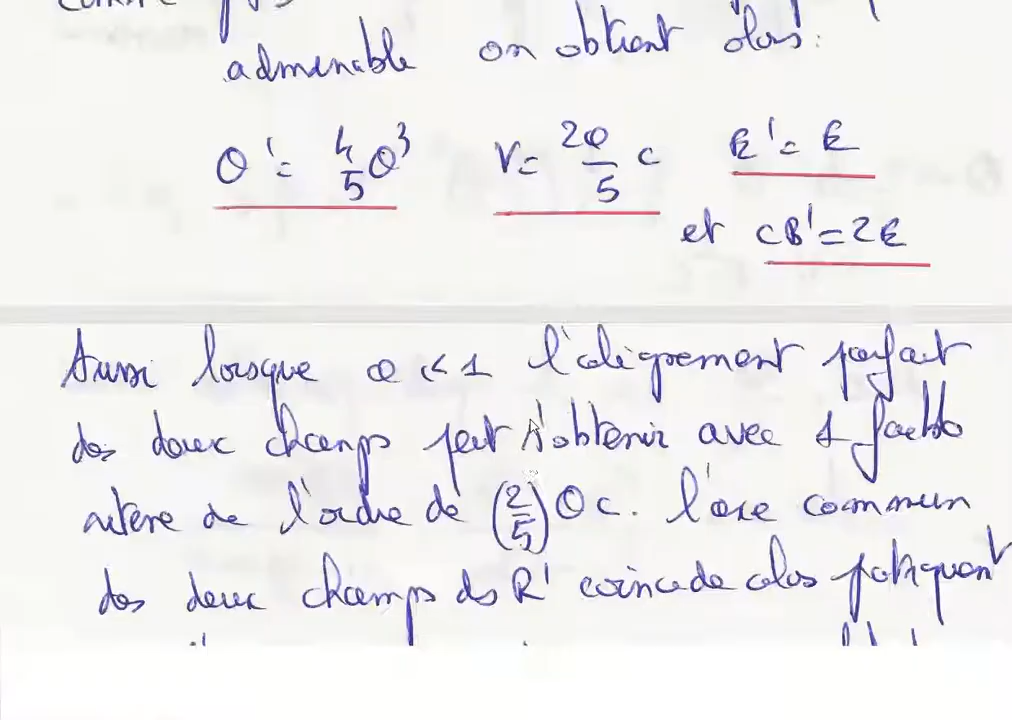 admissible on obtient alors:
θ' = 4/5 θ³ V = 2θ/5 c E' = E
et cB' = 2E
Aussi lorsque θ << 1 l'alignement parfait
des deux champs peut s'obtenir avec 1 faible
vitesse de l'ordre de (2/5) θ c. l'axe commun
des deux champs ds R' coincide alors pratiquement